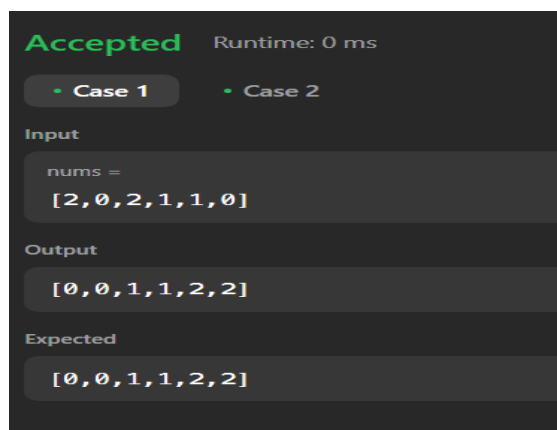 Accepted Runtime: 0 ms
• Case 1 • Case 2
Input
nums =
[2,0,2,1,1,0]
Output
[0,0,1,1,2,2]
Expected
[0,0,1,1,2,2]